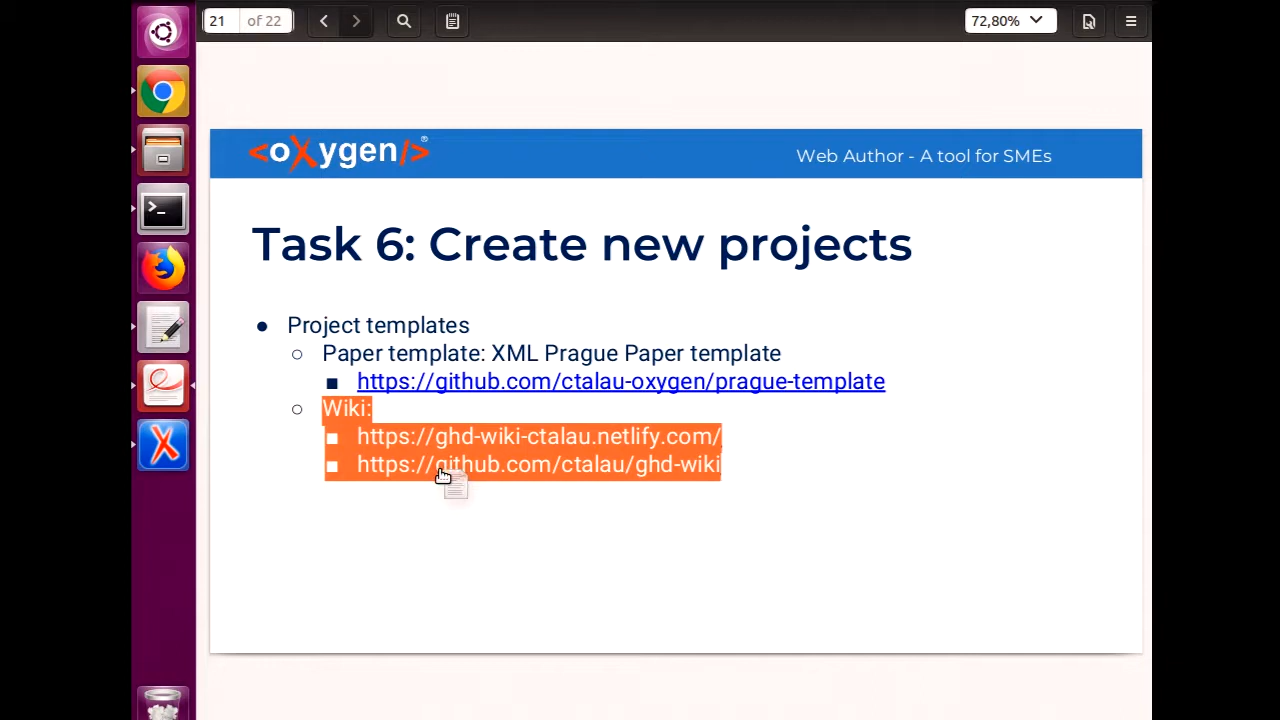 21 of 22
72,80%
<oXygen/>®
Web Author - A tool for SMEs
Task 6: Create new projects
● Project templates
○ Paper template: XML Prague Paper template
■ https://github.com/ctalau-oxygen/prague-template
○ Wiki:
■ https://ghd-wiki-ctalau.netlify.com/
■ https://github.com/ctalau/ghd-wiki